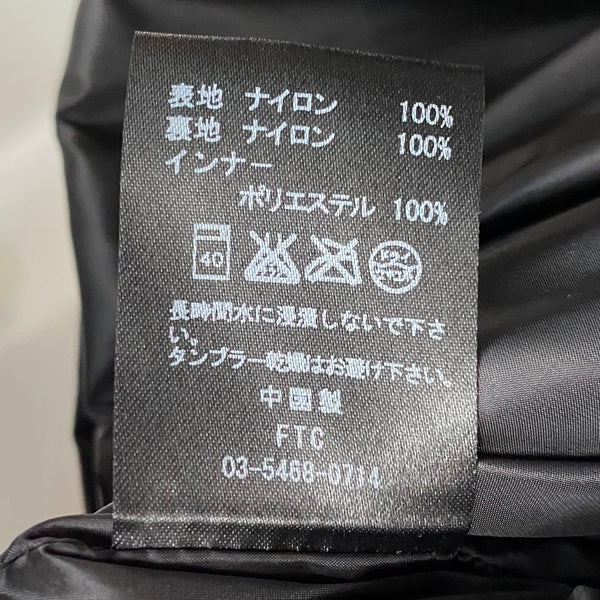 表地 ナイロン 100%
裏地 ナイロン 100%
インナー
ポリエステル 100%
40
長時間水に浸漬しないで下さ
い。
タンブラー乾燥はお避け下さい。
中国製
FTC
03-5468-0714